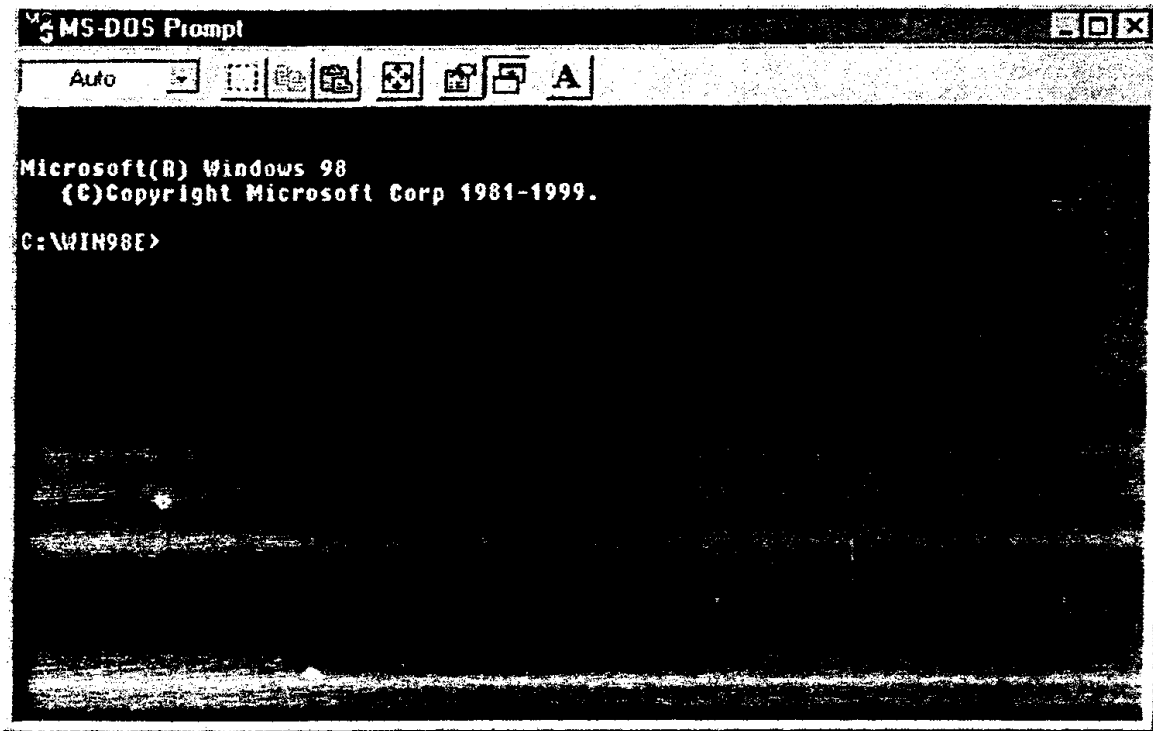 MS-DOS Prompt
Auto
A
Microsoft(R) Windows 98
(C)Copyright Microsoft Corp 1981-1999.
C:\WIN98E>